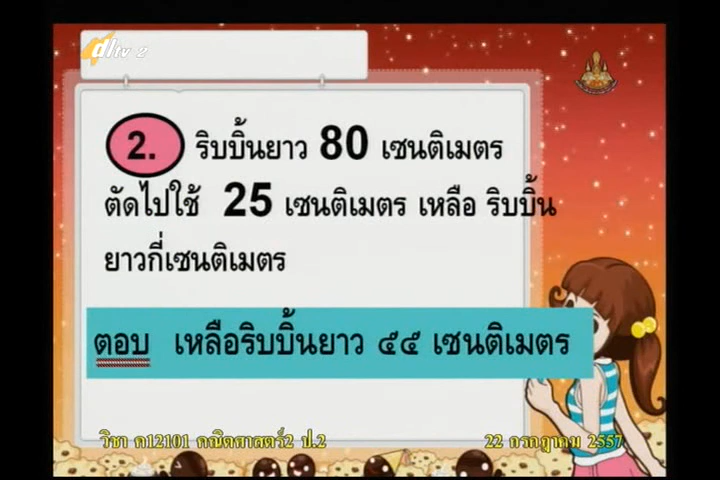 dltv 2
2. ริบบิ้นยาว 80 เซนติเมตร
ตัดไปใช้ 25 เซนติเมตร เหลือ ริบบิ้น
ยาวกี่เซนติเมตร
ตอบ เหลือริบบิ้นยาว ๕๕ เซนติเมตร
วิชา ค12101 คณิตศาสตร์2 ป.2
22 กรกฎาคม 2557